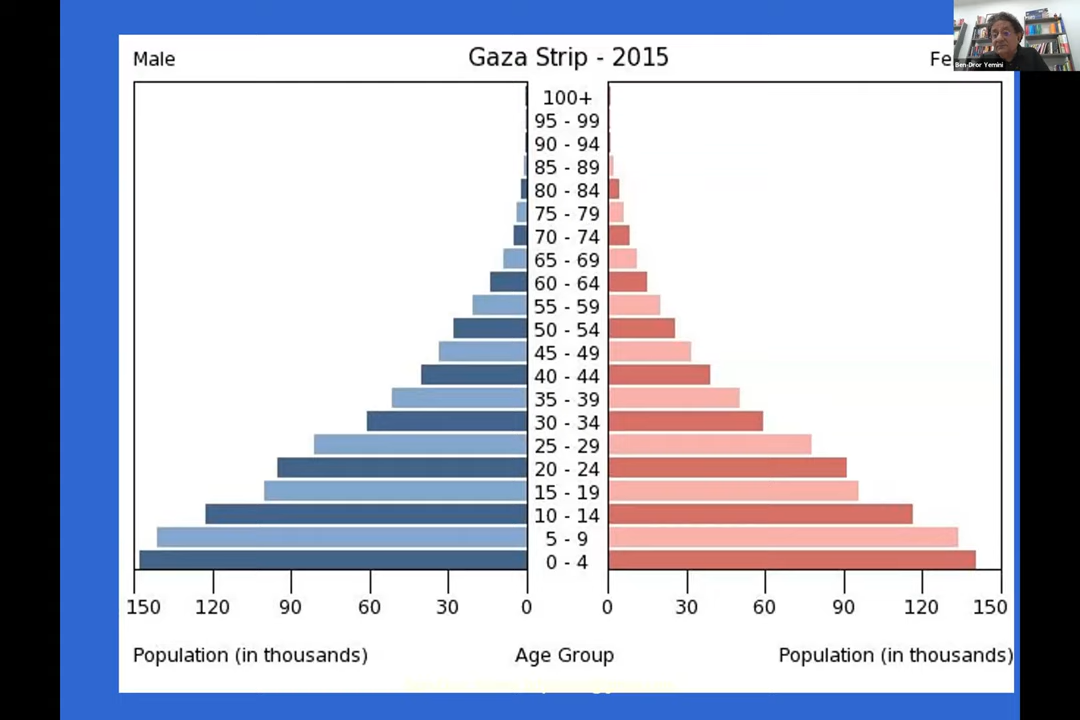 Male
Gaza Strip - 2015
Fe
Ben-Dror Yemini
100+
95 - 99
90 - 94
85 - 89
80 - 84
75 - 79
70 - 74
65 - 69
60 - 64
55 - 59
50 - 54
45 - 49
40 - 44
35 - 39
30 - 34
25 - 29
20 - 24
15 - 19
10 - 14
5 - 9
0 - 4
150 120 90 60 30 0 0 30 60 90 120 150
Population (in thousands) Age Group Population (in thousands)